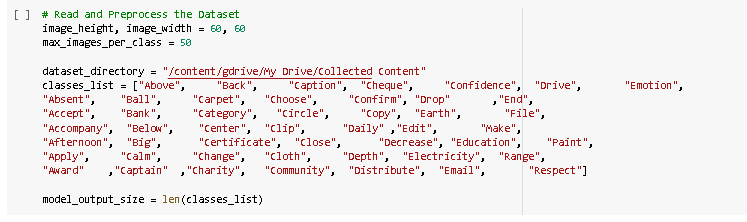 [ ] # Read and Preprocess the Dataset
image_height, image_width = 60, 60
max_images_per_class = 50
dataset_directory = "/content/gdrive/My Drive/Collected Content"
classes_list = ["Above", "Back", "Caption", "Cheque", "Confidence", "Drive", "Emotion",
"Absent", "Ball", "Carpet", "Choose", "Confirm", "Drop" ,"End",
"Accept", "Bank", "Category", "Circle", "Copy", "Earth", "File",
"Accompany", "Below", "Center", "Clip", "Daily" ,"Edit", "Make",
"Afternoon", "Big", "Certificate", "Close", "Decrease", "Education", "Paint",
"Apply", "Calm", "Change", "Cloth", "Depth", "Electricity", "Range",
"Award" ,"Captain" ,"Charity", "Community", "Distribute", "Email", "Respect"]
model_output_size = len(classes_list)